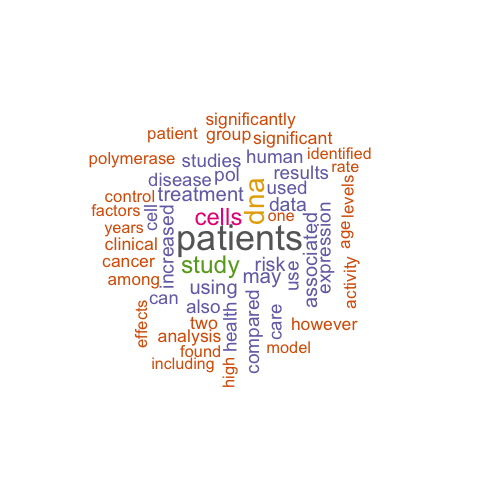 significantly
patient group significant
polymerase studies human identified
disease pol results rate
control treatment dna used levels
factors cell cells one data age
years increased patients associated expression
clinical
cancer study risk
among using may use activity
can also health compared care
effects two however
analysis
found model
including high